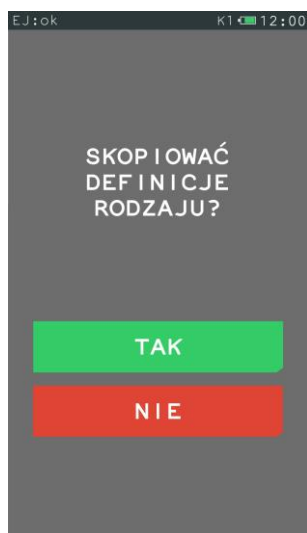 EJ:ok K1 12:00
SKOPIOWAĆ
DEFINICJE
RODZAJU?
TAK
NIE